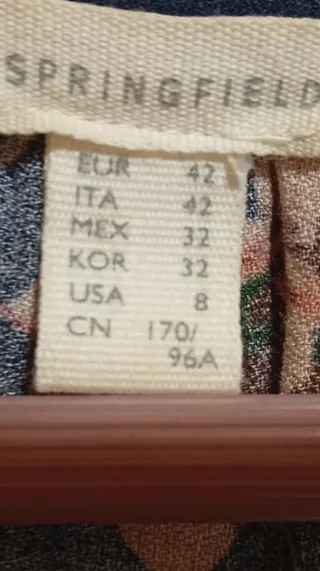 SPRINGFIELD
EUR 42
ITA 42
MEX 32
KOR 32
USA 8
CN 170/
96A